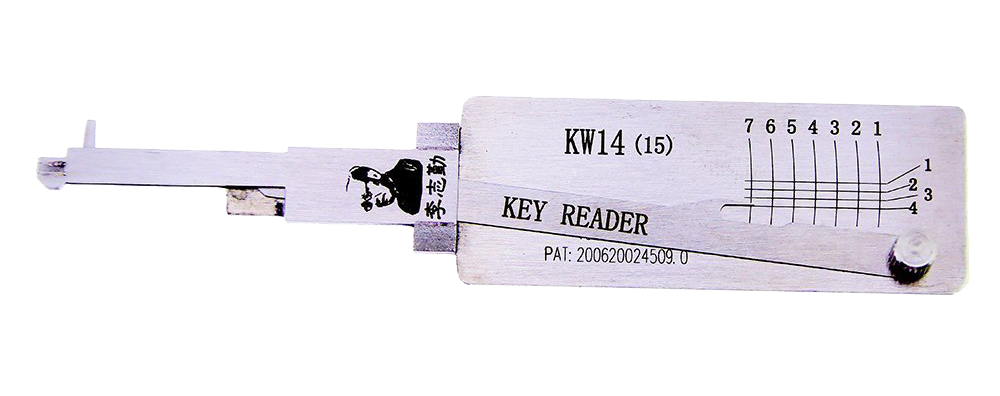 李志勤
KW14 (15)
KEY READER
PAT: 200620024509.0
7 6 5 4 3 2 1
1
2
3
4